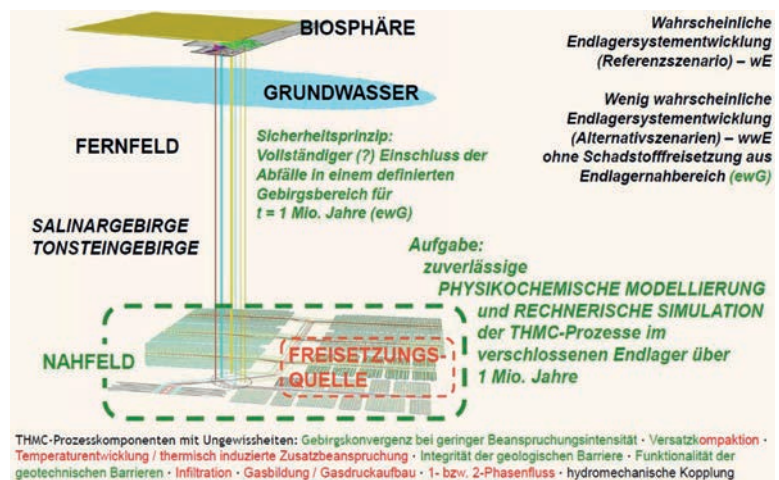 BIOSPHÄRE
GRUNDWASSER
FERNFELD
Sicherheitsprinzip:
Vollständiger (?) Einschluss der
Abfälle in einem definierten
Gebirgsbereich für
t = 1 Mio. Jahre (ewG)
SALINARGEBIRGE
TONSTEINGEBIRGE
Wahrscheinliche
Endlagersystementwicklung
(Referenzszenario) – wE
Wenig wahrscheinliche
Endlagersystementwicklung
(Alternativszenarien) – wwE
ohne Schadstofffreisetzung aus
Endlagernahbereich (ewG)
Aufgabe:
zuverlässige
PHYSIKOCHEMISCHE MODELLIERUNG
und RECHNERISCHE SIMULATION
der THMC-Prozesse im
verschlossenen Endlager über
1 Mio. Jahre
NAHFELD
FREISETZUNGS-
QUELLE
THMC-Prozesskomponenten mit Ungewissheiten: Gebirgskonvergenz bei geringer Beanspruchungsintensität · Versatzkompaktion ·
Temperaturentwicklung / thermisch induzierte Zusatzbeanspruchung · Integrität der geologischen Barriere · Funktionalität der
geotechnischen Barrieren · Infiltration · Gasbildung / Gasdruckaufbau · 1- bzw. 2-Phasenfluss · hydromechanische Kopplung